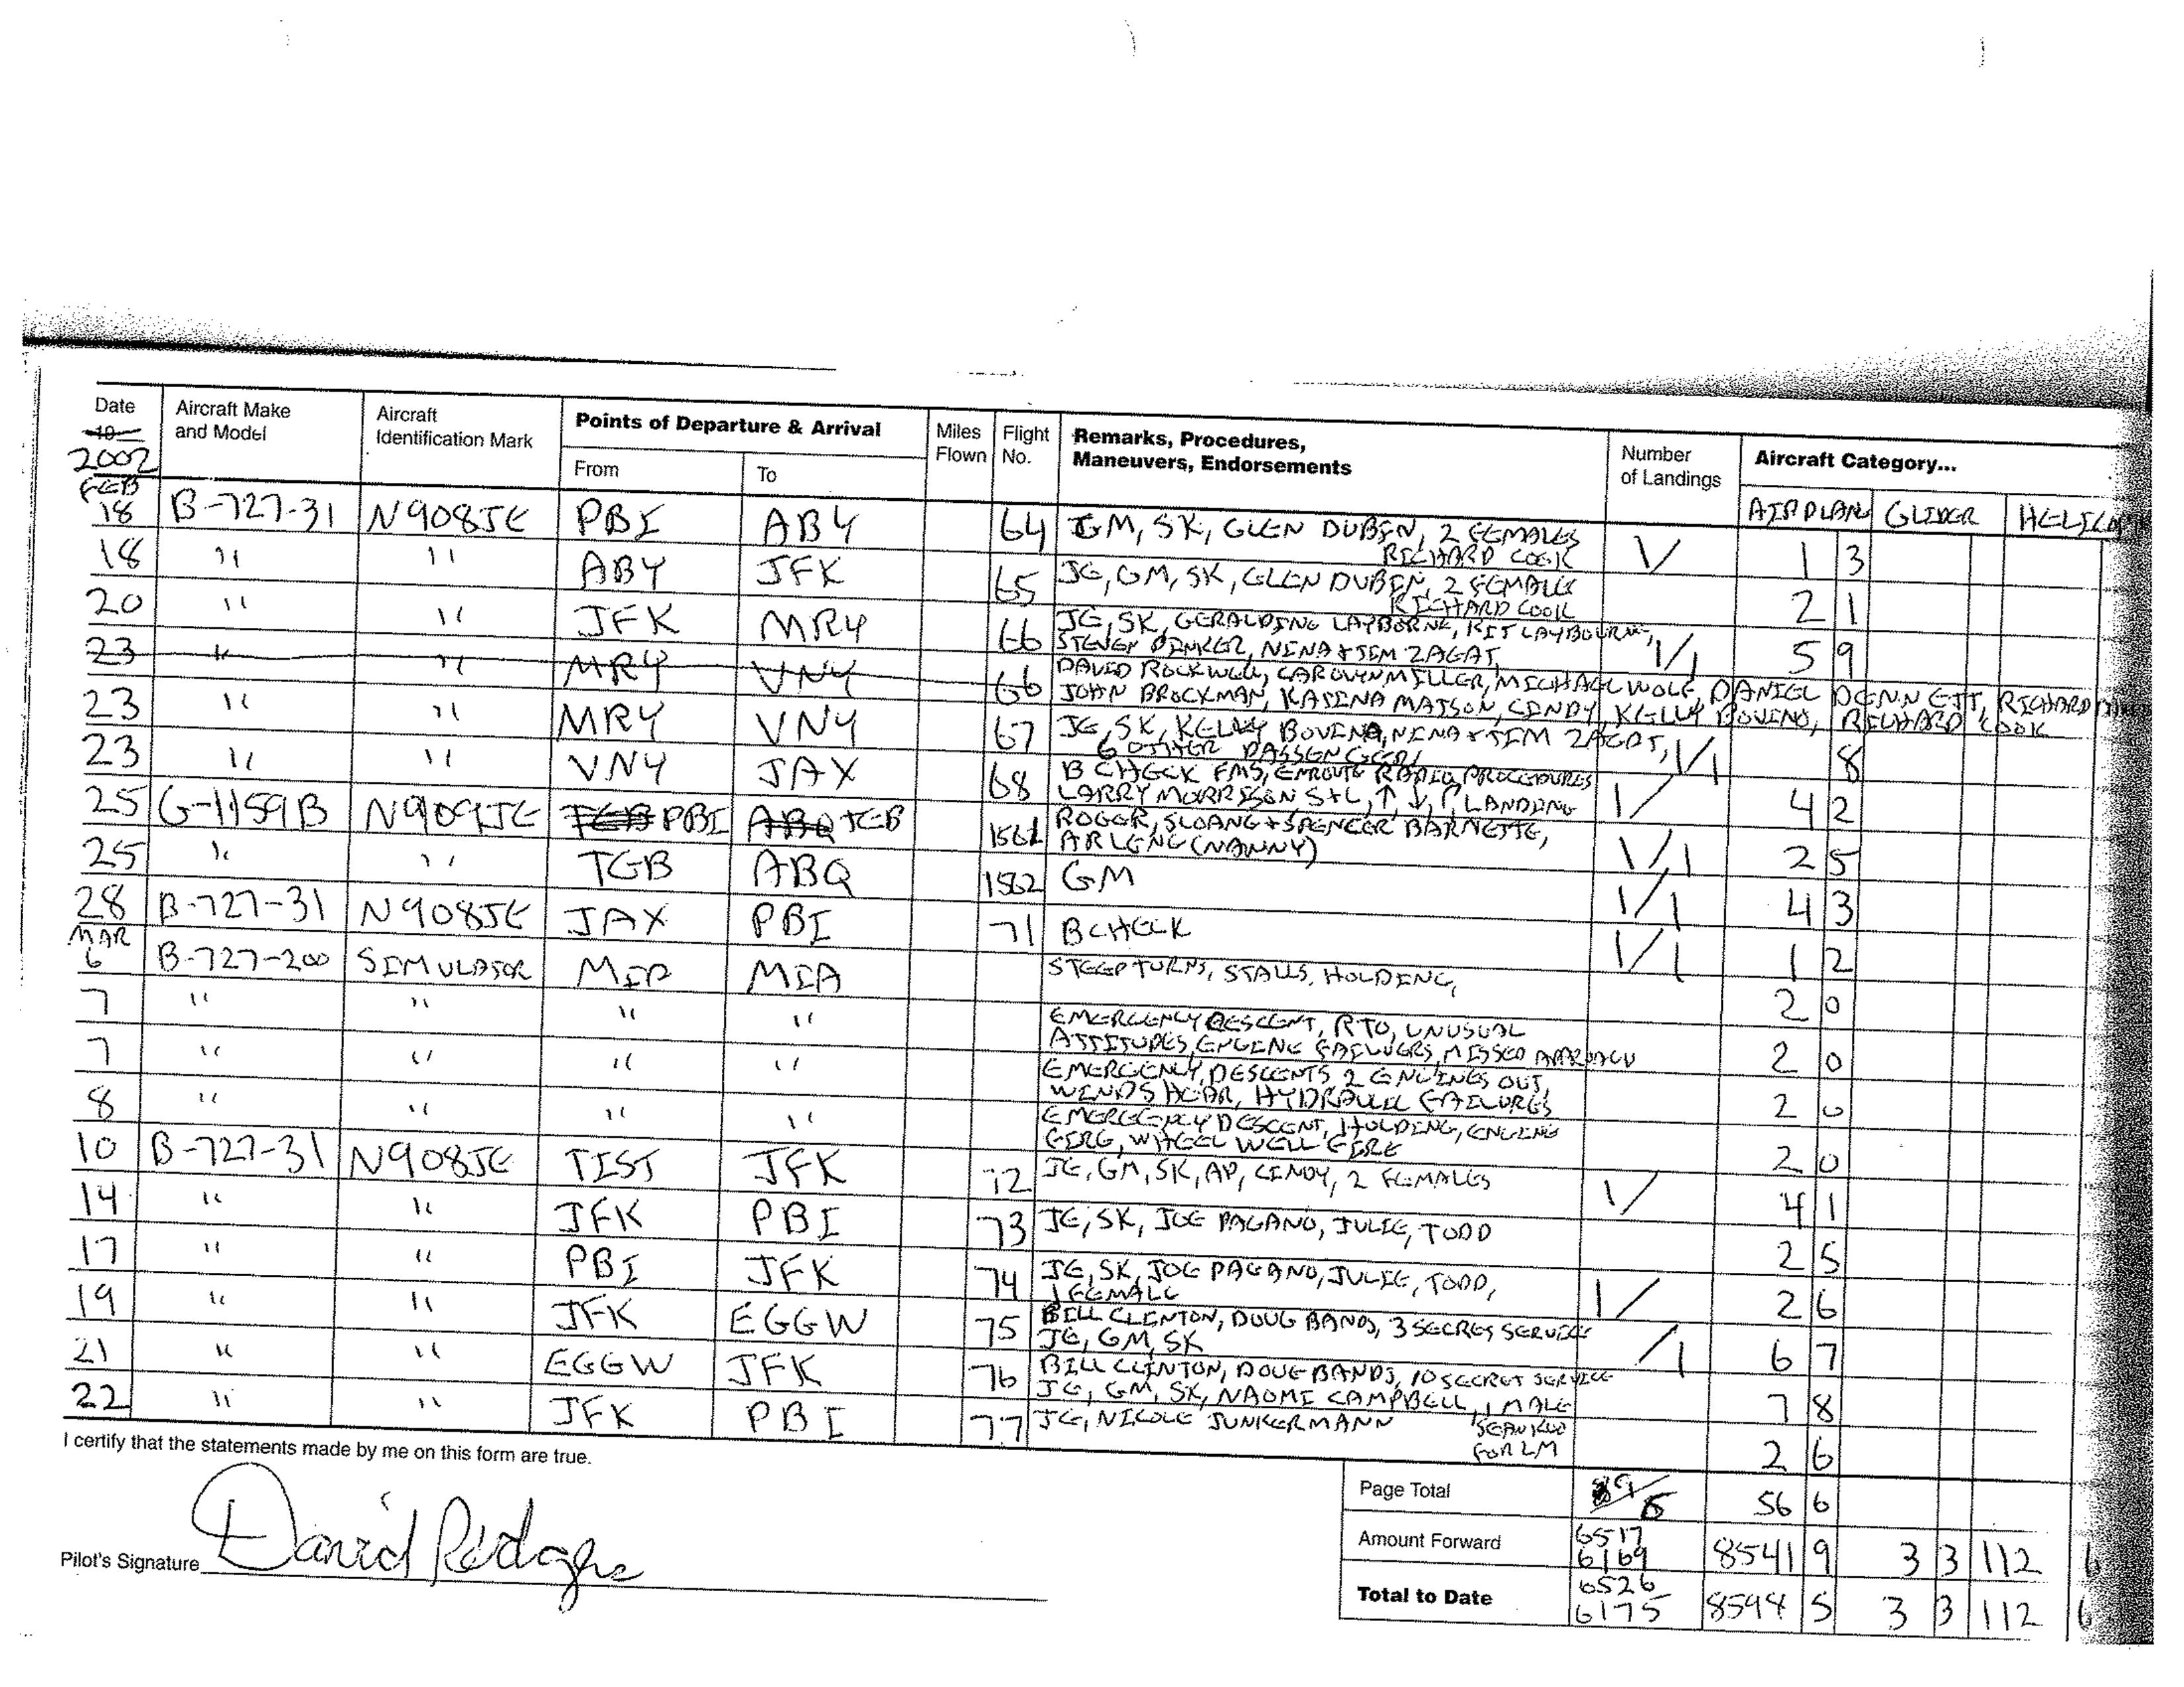 Date Aircraft Make and Model Aircraft Identification Mark Points of Departure & Arrival Miles Flown Flight No. Remarks, Procedures, Maneuvers, Endorsements Number of Landings Aircraft Category...
19
2002 From To AIRPLAN GLIDER HELICO
FEB
18 B-727-31 N908JE PBI ABY 64 GM, SK, GLEN DUBIN, 2 FEMALES 1/ 1 3
RICHARD COOK
18 " " ABY JFK 65 JE, GM, SK, GLEN DUBIN, 2 FEMALES 2 1
RICHARD COOK
20 " " JFK MRY 66 JE, SK, GERALDINE LAYBORNE, KIT LAYBOURNE, 1/1 5 9
STEVEN PINKER, NINA + TIM ZAGAT,
23 " " MRY VNY 66 DAVID ROCKWELL, CAROLYN MILLER, MICHAEL WOLF, DANIEL DENNETT, RICHARD
JOHN BROCKMAN, KATINA MATSON, CINDY, KELLY BOVINO, RICHARD COOK
23 " " MRY VNY 67 JE, SK, KELLY BOVINO, NINA + TIM ZAGAT, 1/1 8
6 OTHER PASSENGERS
23 " " VNY JAX 68 B CHECK FMS, ENROUTE RADIO PROCEDURES 1/ 4 2
LARRY MORRISON S+L, ↑, ↓, LANDING
25 G-1159B N909JE TEB PBI ABQ TEB 1561 ROGER, SLOANE + SPENCER BARNETTE, 1/1 2 5
ARLENE (NANNY)
25 " " TEB ABQ 1562 GM 1/1 4 3
28 B-727-31 N908JE JAX PBI 71 B CHECK 1/1 1 2
MAR
6 B-727-200 SIMULATOR MIA MIA STEEP TURNS, STALLS, HOLDING, 2 0
7 " " " " EMERGENCY DESCENT, RTO, UNUSUAL 2 0
ATTITUDES, ENGINE FAILURES, MISSED APPROACH
7 " " " " EMERGENCY, DESCENTS 2 ENGINES OUT, 2 0
WINDSHEAR, HYDRAULIC FAILURES
8 " " " " EMERGENCY DESCENT, HOLDING, ENGINE 2 0
FIRE, WHEEL WELL FIRE
10 B-727-31 N908JE TIST JFK 72 JE, GM, SK, AP, CINDY, 2 FEMALES 1/ 4 1
14 " " JFK PBI 73 JE, SK, JOE PAGANO, JULIE, TODD 2 5
17 " " PBI JFK 74 JE, SK, JOE PAGANO, JULIE, TODD, 1/ 2 6
1 FEMALE
19 " " JFK EGGW 75 BILL CLINTON, DOUG BANDS, 3 SECRET SERVICE /1 6 7
JE, GM, SK
21 " " EGGW JFK 76 BILL CLINTON, DOUG BANDS, 10 SECRET SERVICE 7 8
JE, GM, SK, NAOMI CAMPBELL, 1 MALE
22 " " JFK PBI 77 JE, NICOLE JUNKERMANN 2 6
FOR LM
I certify that the statements made by me on this form are true.
Page Total 56 6
Amount Forward 6517 6169 8541 9 3 3 112 6
Total to Date 6526 6175 8598 5 3 3 112 6
Pilot's Signature David Rodgers